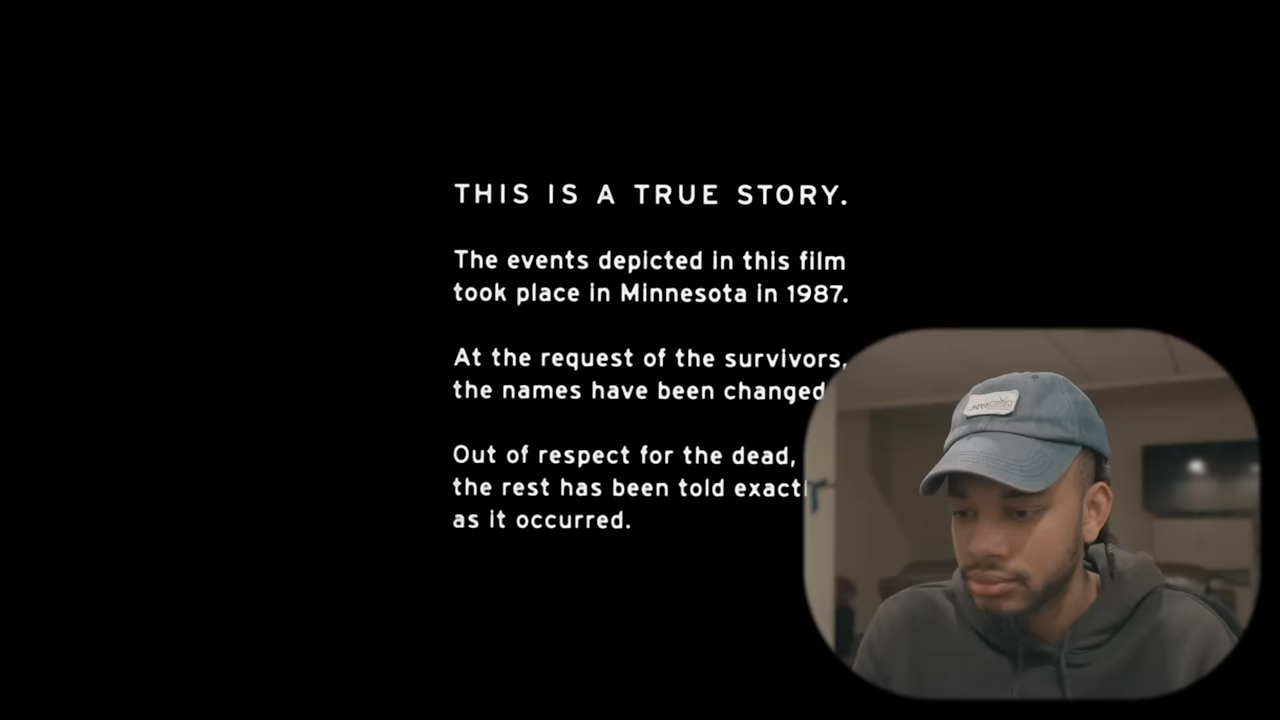 THIS IS A TRUE STORY.
The events depicted in this film
took place in Minnesota in 1987.
At the request of the survivors,
the names have been changed
Out of respect for the dead,
the rest has been told exactl
as it occurred.